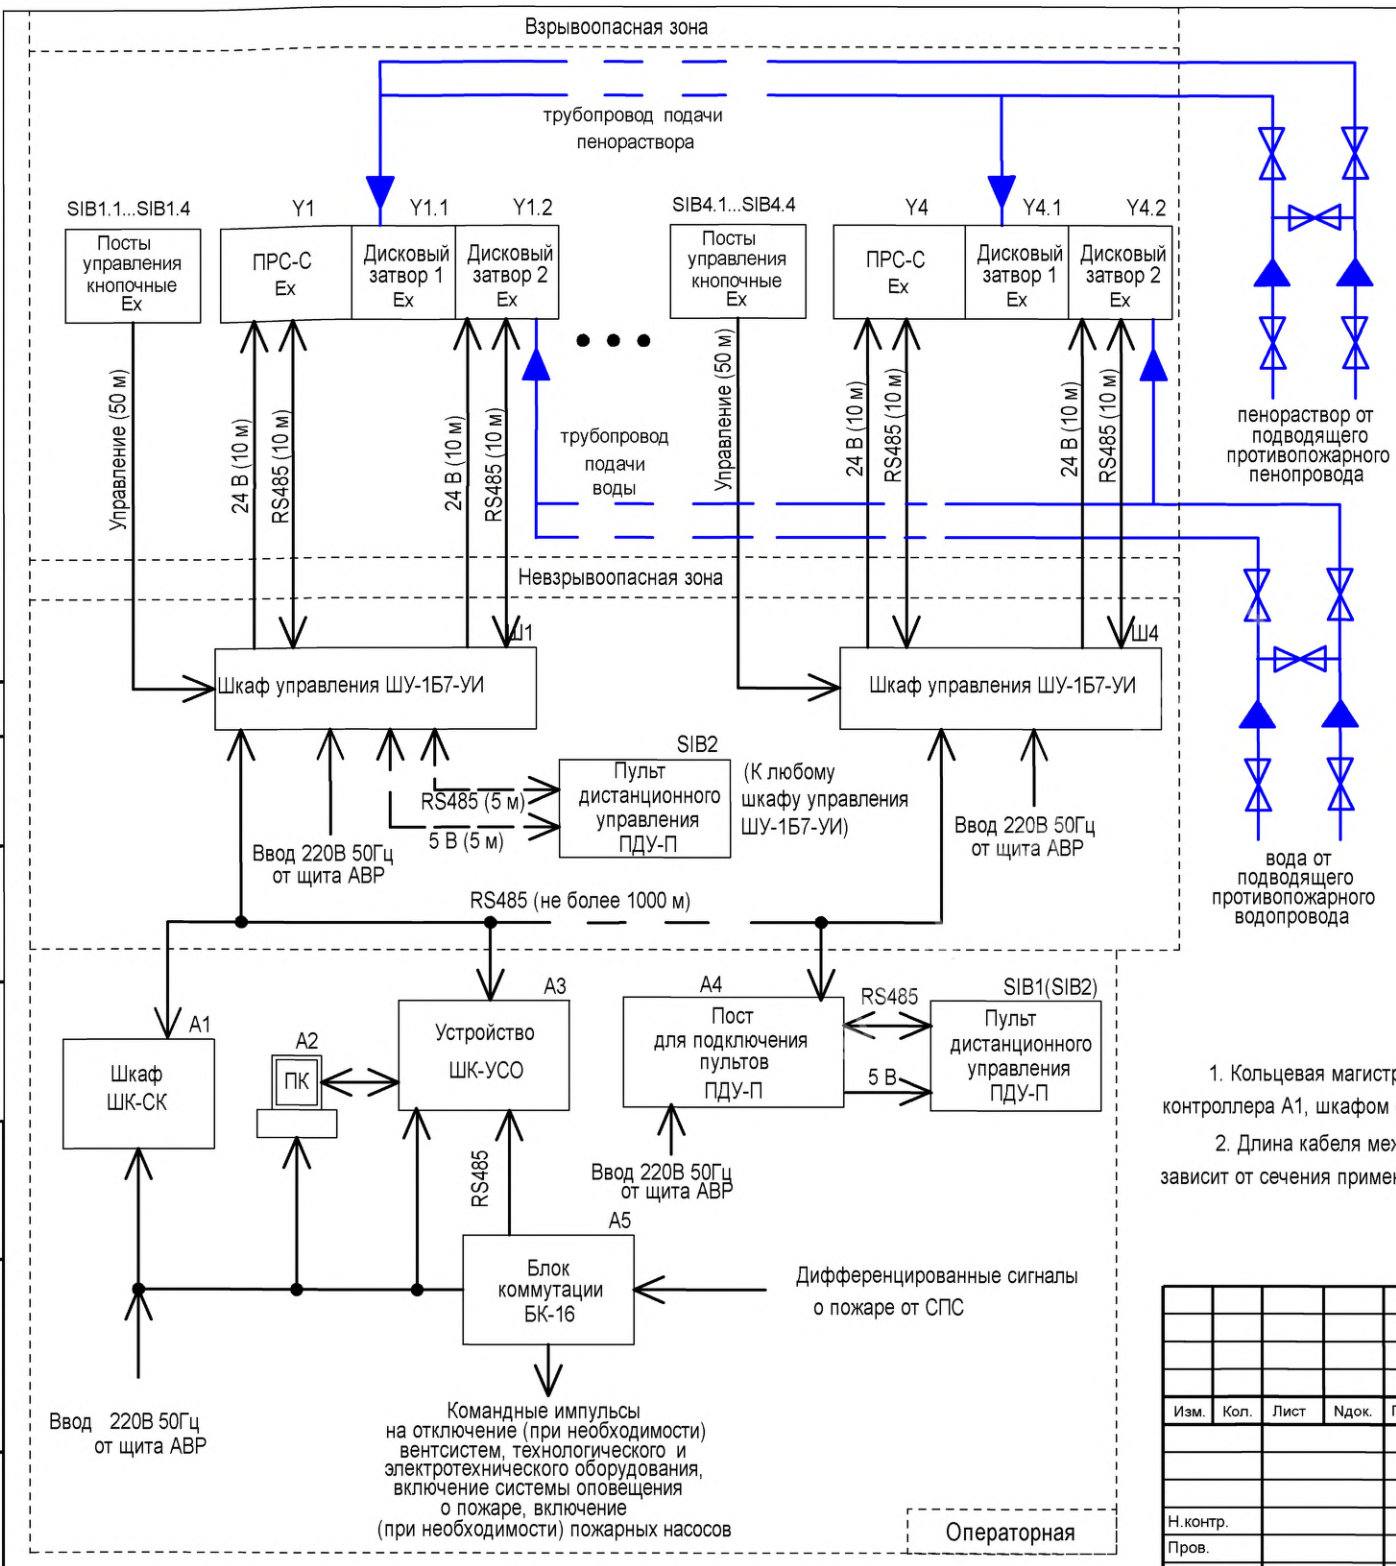 Взрывоопасная зона
трубопровод подачи
пенораствора
SIB1.1...SIB1.4
Y1
Y1.1
Y1.2
SIB4.1...SIB4.4
Y4
Y4.1
Y4.2
Посты
управления
кнопочные
Ex
ПРС-С
Ex
Дисковый
затвор 1
Ex
Дисковый
затвор 2
Ex
Посты
управления
кнопочные
Ex
ПРС-С
Ex
Дисковый
затвор 1
Ex
Дисковый
затвор 2
Ex
Управление (50 м)
24 В (10 м)
RS485 (10 м)
24 В (10 м)
RS485 (10 м)
трубопровод
подачи
воды
Управление (50 м)
24 В (10 м)
RS485 (10 м)
24 В (10 м)
RS485 (10 м)
пенораствор от
подводящего
противопожарного
пенопровода
Невзрывоопасная зона
Ш1
Шкаф управления ШУ-1Б7-УИ
Ш4
Шкаф управления ШУ-1Б7-УИ
SIB2
Пульт
дистанционного
управления
ПДУ-П
(К любому
шкафу управления
ШУ-1Б7-УИ)
RS485 (5 м)
5 В (5 м)
Ввод 220В 50Гц
от щита АВР
Ввод 220В 50Гц
от щита АВР
вода от
подводящего
противопожарного
водопровода
RS485 (не более 1000 м)
А1
Шкаф
ШК-СК
А2
ПК
А3
Устройство
ШК-УСО
А4
Пост
для подключения
пультов
ПДУ-П
RS485
5 В
SIB1(SIB2)
Пульт
дистанционного
управления
ПДУ-П
Ввод 220В 50Гц
от щита АВР
RS485
А5
Блок
коммутации
БК-16
Дифференцированные сигналы
о пожаре от СПС
Ввод 220В 50Гц
от щита АВР
Командные импульсы
на отключение (при необходимости)
вентсистем, технологического и
электротехнического оборудования,
включение системы оповещения
о пожаре, включение
(при необходимости) пожарных насосов
Операторная
1. Кольцевая магистр
контроллера А1, шкафом
2. Длина кабеля меж
зависит от сечения примен
Изм.
Кол.
Лист
Nдок.
Н.контр.
Пров.